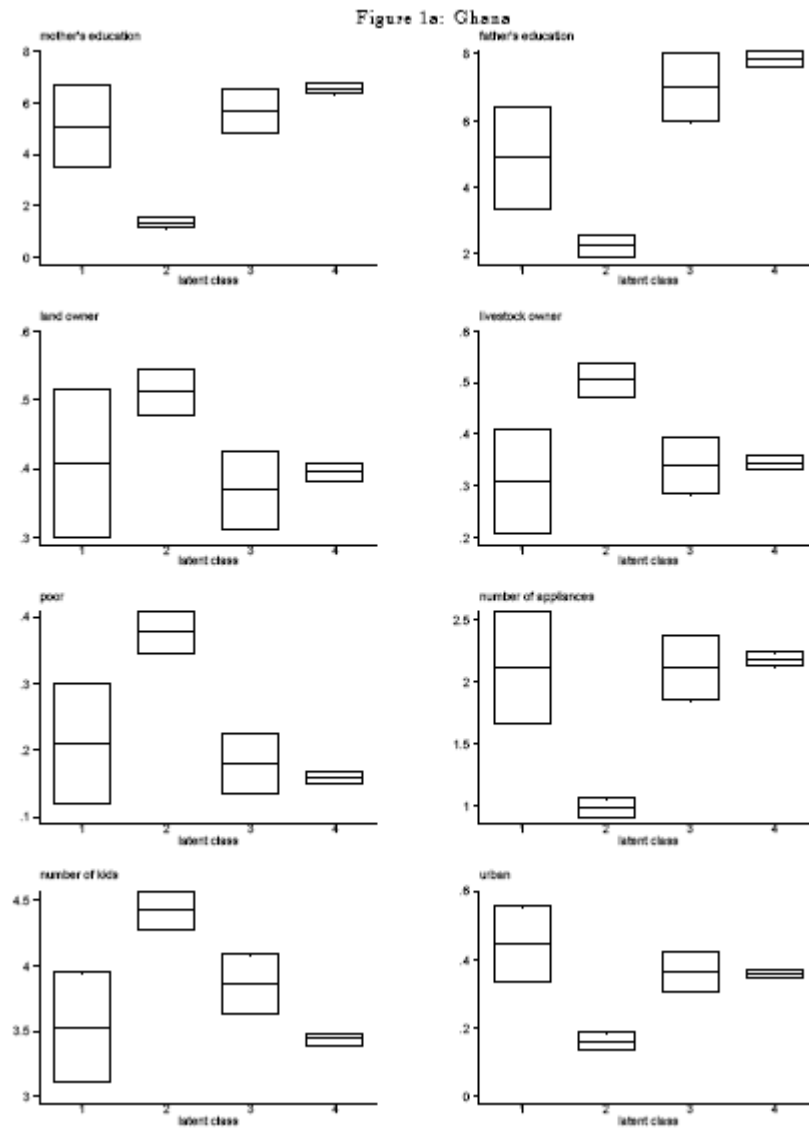 Figure 1a: Ghana
mother's education
8
6
4
2
0
1 2 3 4
latent class
father's education
8
6
4
2
1 2 3 4
latent class
land owner
.6
.5
.4
.3
1 2 3 4
latent class
livestock owner
.6
.5
.4
.3
.2
1 2 3 4
latent class
poor
.4
.3
.2
.1
1 2 3 4
latent class
number of appliances
2.5
2
1.5
1
1 2 3 4
latent class
number of kids
4.5
4
3.5
3
1 2 3 4
latent class
urban
.6
.4
.2
0
1 2 3 4
latent class